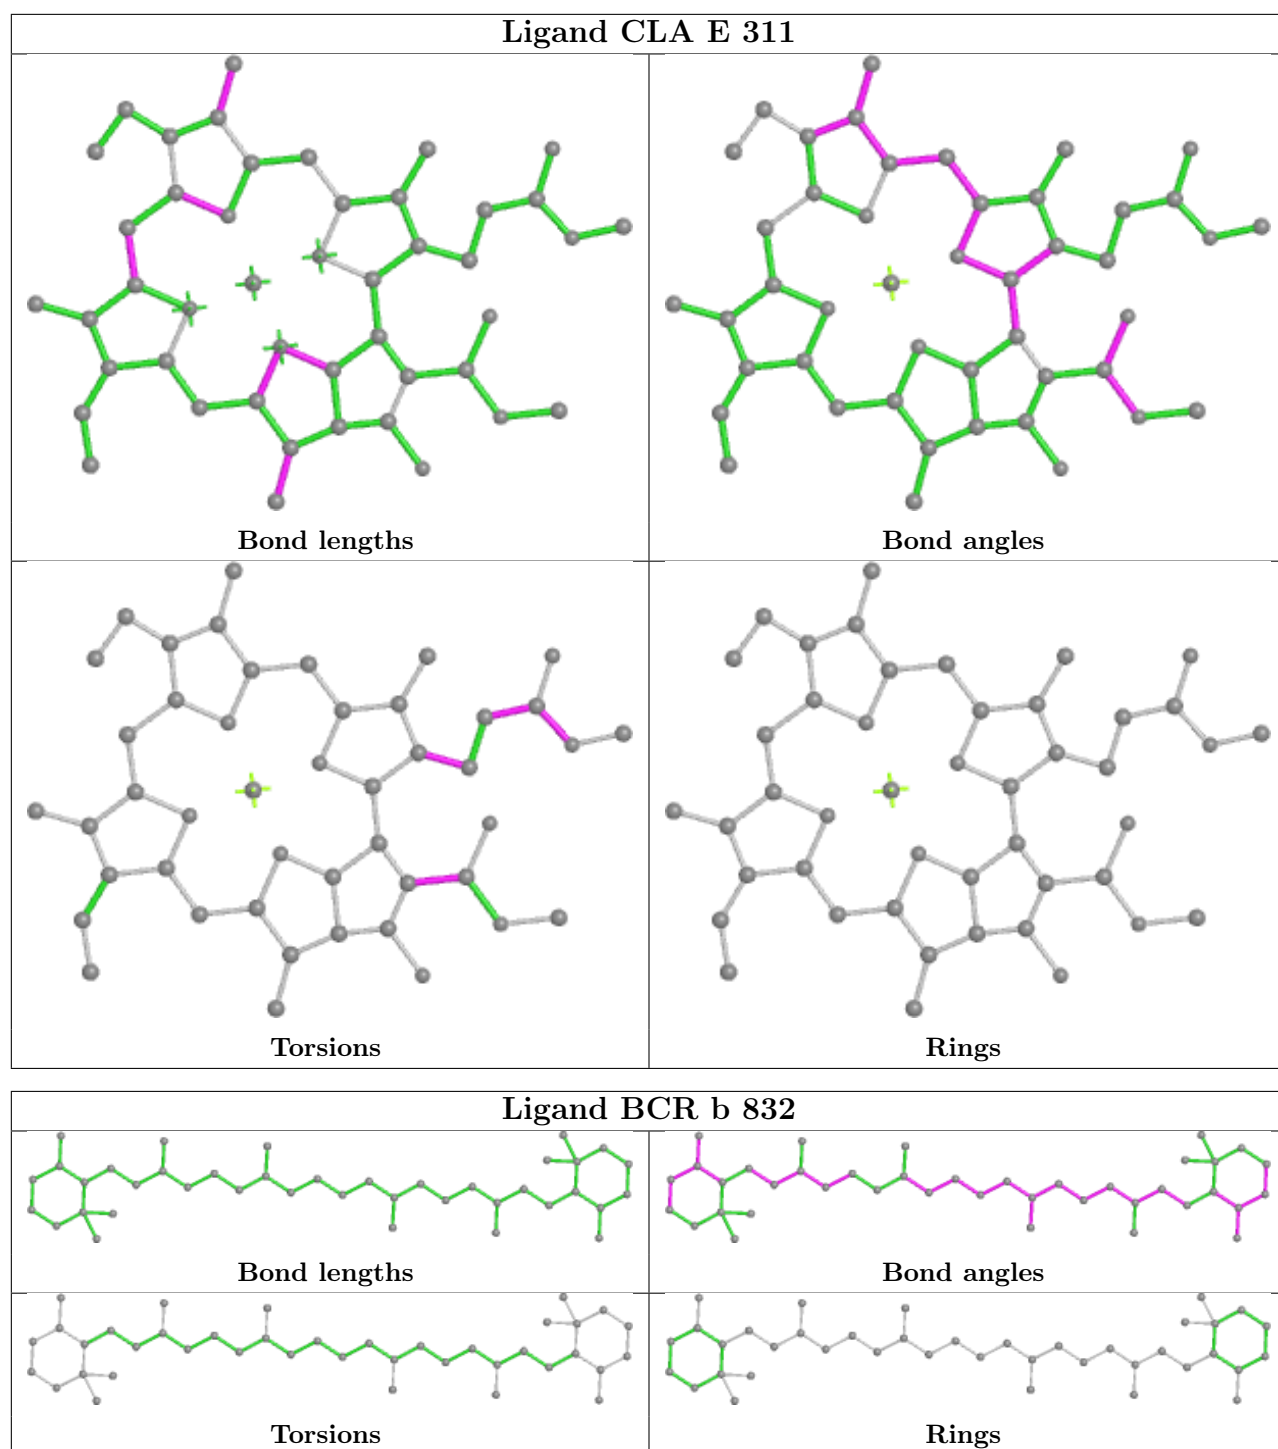 Ligand CLA E 311
Bond lengths
Bond angles
Torsions
Rings
Ligand BCR b 832
Bond lengths
Bond angles
Torsions
Rings